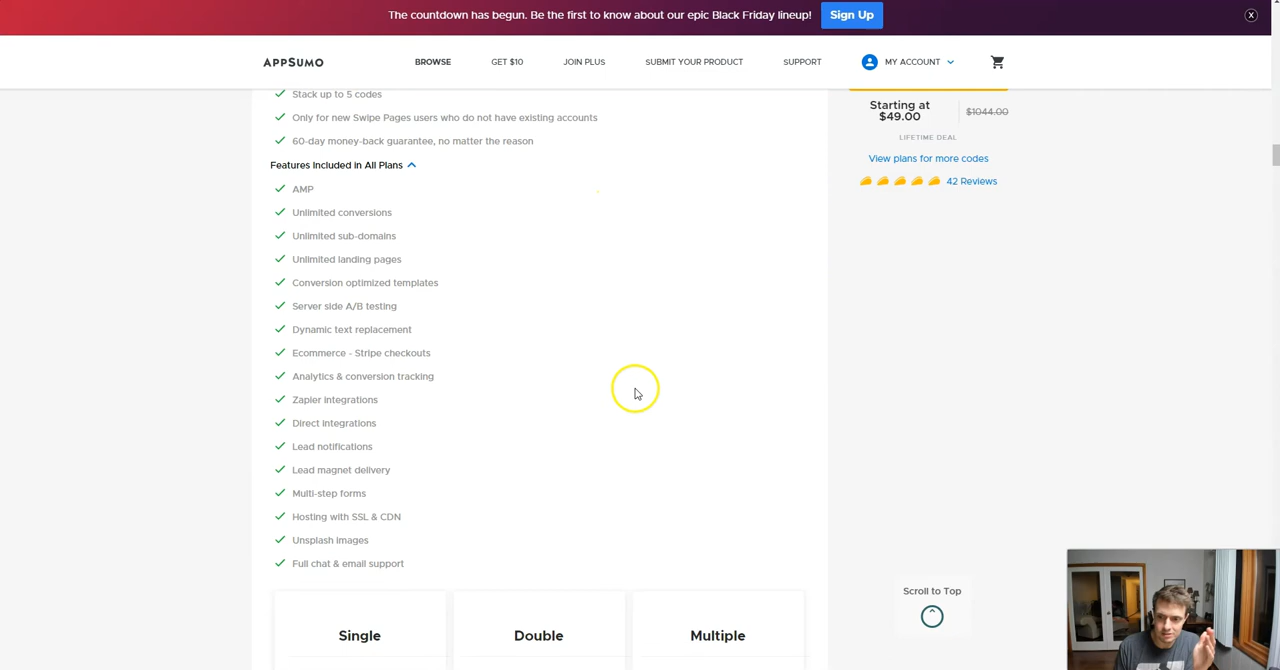 The countdown has begun. Be the first to know about our epic Black Friday lineup! Sign Up X
APPSUMO BROWSE GET $10 JOIN PLUS SUBMIT YOUR PRODUCT SUPPORT MY ACCOUNT
Stack up to 5 codes
Only for new Swipe Pages users who do not have existing accounts
60-day money-back guarantee, no matter the reason
Features Included in All Plans
AMP
Unlimited conversions
Unlimited sub-domains
Unlimited landing pages
Conversion optimized templates
Server side A/B testing
Dynamic text replacement
Ecommerce - Stripe checkouts
Analytics & conversion tracking
Zapier integrations
Direct integrations
Lead notifications
Lead magnet delivery
Multi-step forms
Hosting with SSL & CDN
Unsplash images
Full chat & email support
Single Double Multiple
Starting at
$49.00
$1044.00
LIFETIME DEAL
View plans for more codes
42 Reviews
Scroll to Top